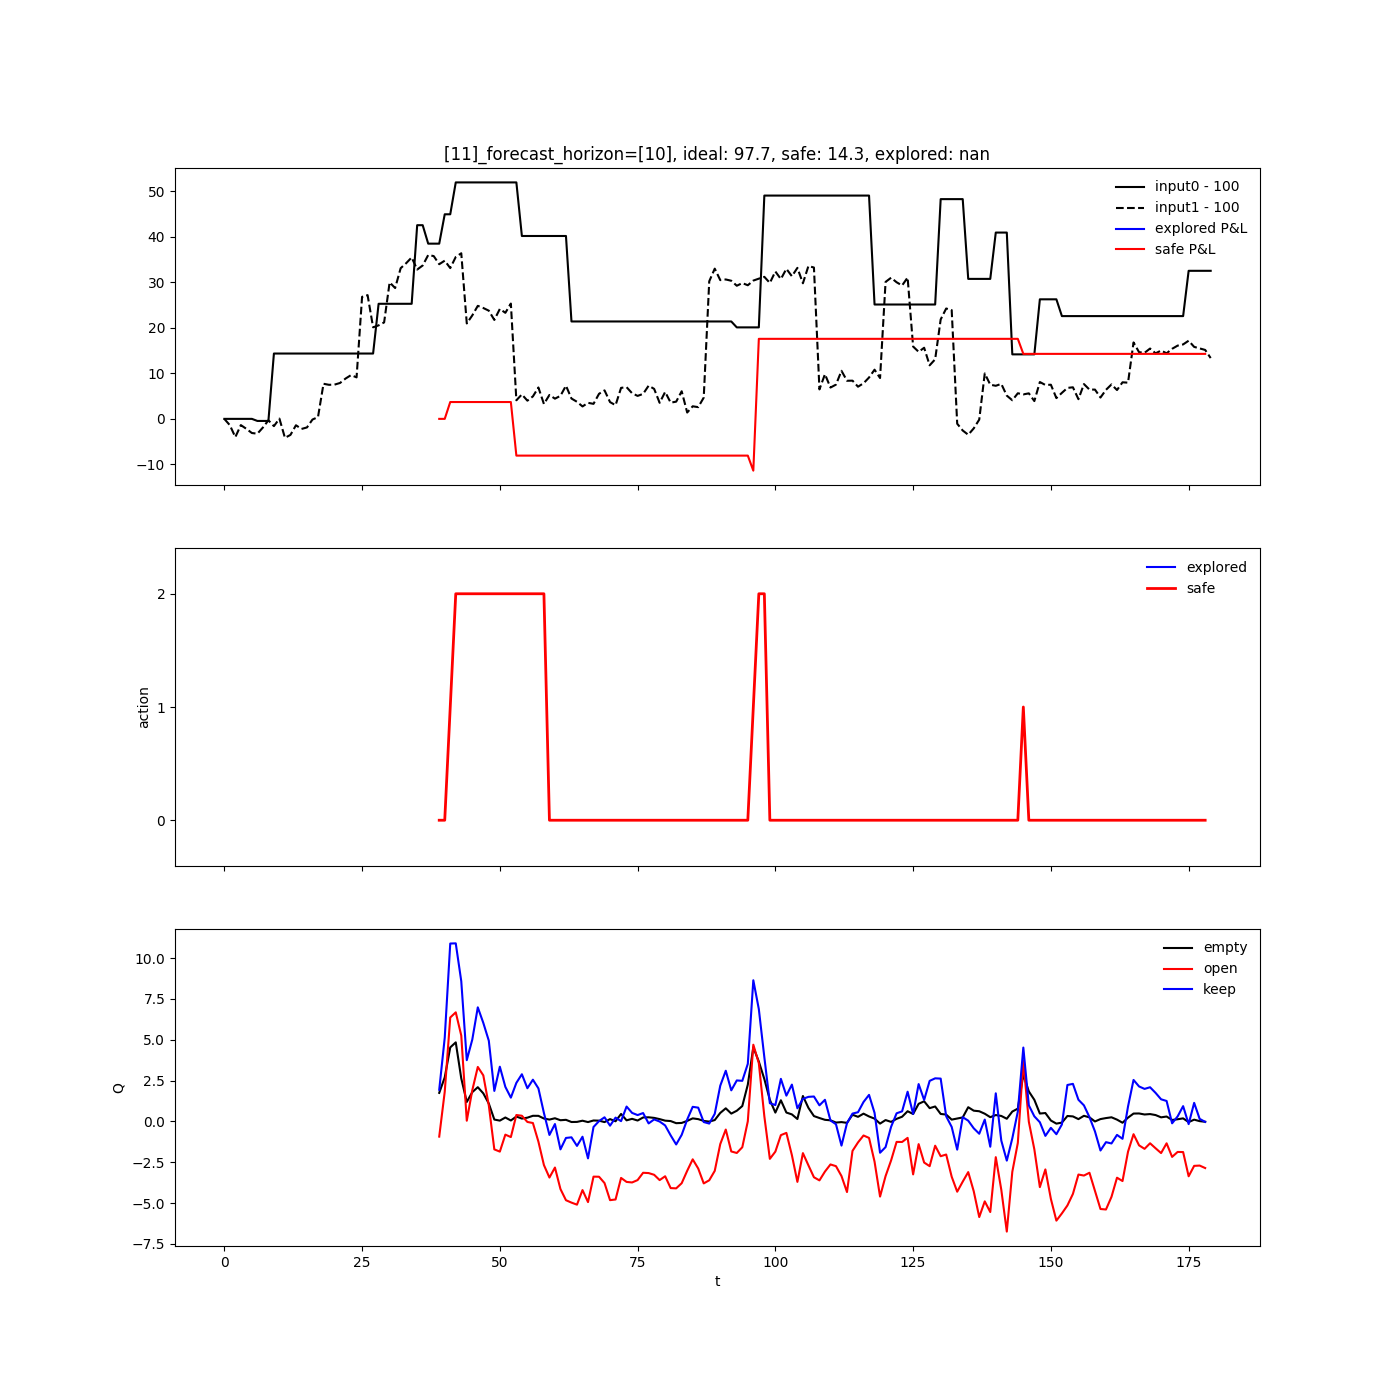 [11]_forecast_horizon=[10], ideal: 97.7, safe: 14.3, explored: nan
50
40
30
20
10
0
−10
input0 - 100
input1 - 100
explored P&L
safe P&L
2
1
0
action
explored
safe
10.0
7.5
5.0
2.5
0.0
−2.5
−5.0
−7.5
Q
empty
open
keep
0 25 50 75 100 125 150 175
t